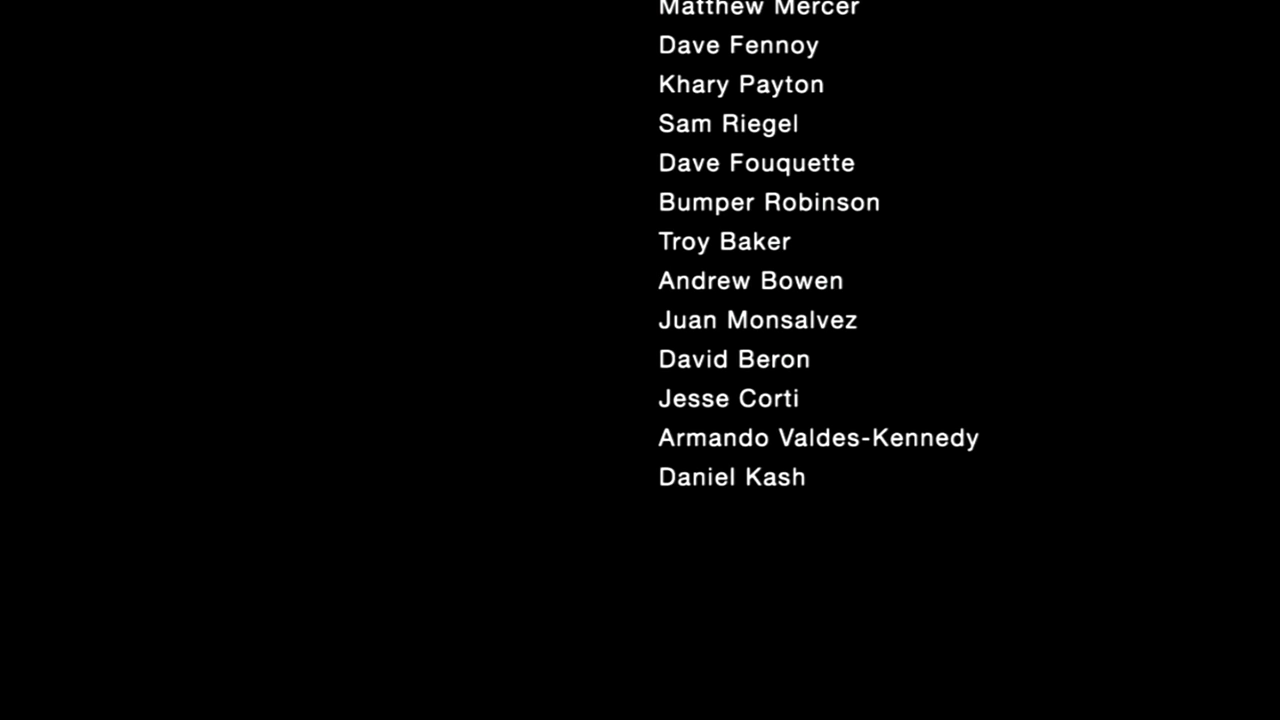 Matthew Mercer
Dave Fennoy
Khary Payton
Sam Riegel
Dave Fouquette
Bumper Robinson
Troy Baker
Andrew Bowen
Juan Monsalvez
David Beron
Jesse Corti
Armando Valdes-Kennedy
Daniel Kash